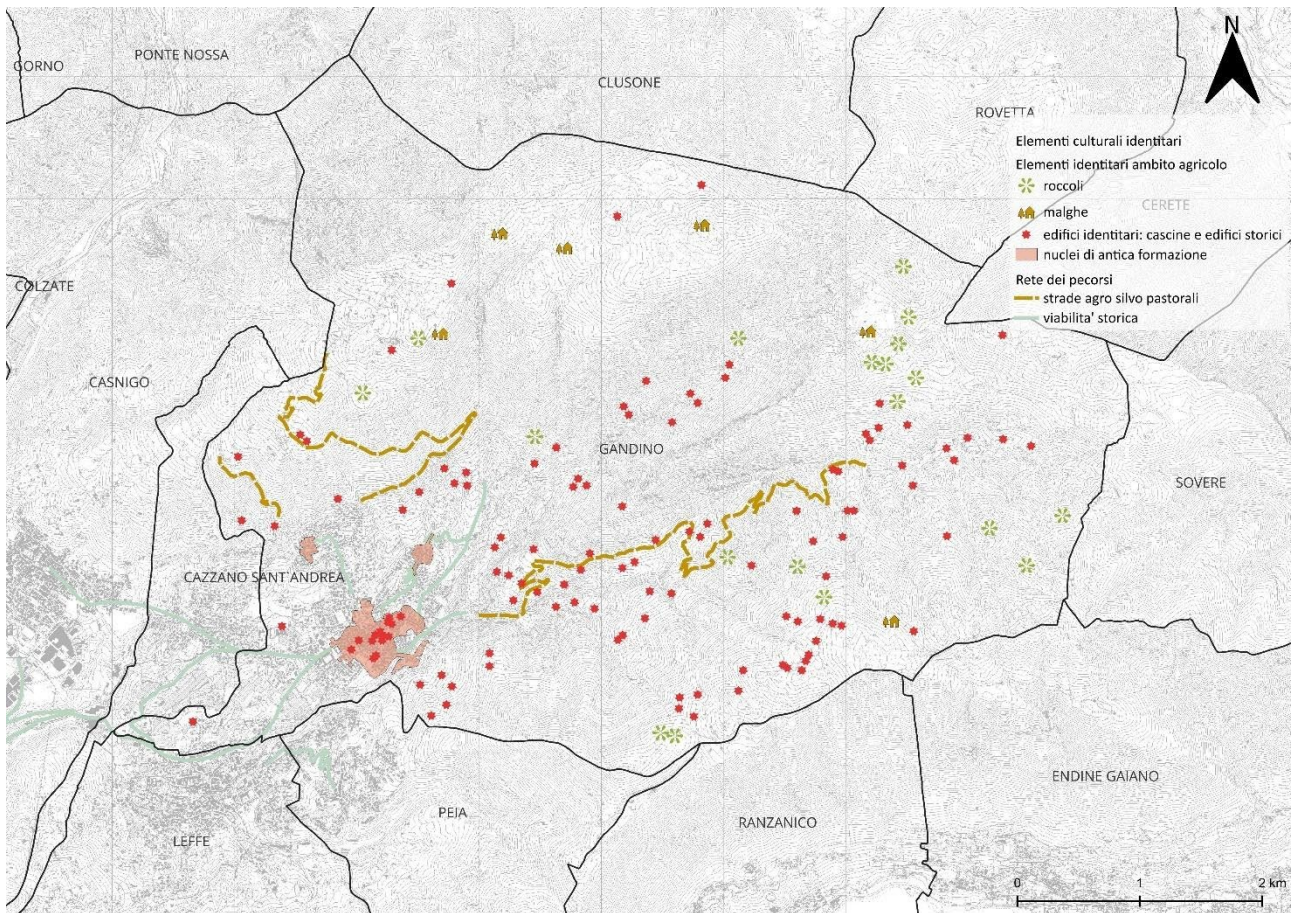 PONTE NOSSA
GORNO
CLUSONE
N
ROVETTA
Elementi culturali identitari
Elementi identitari ambito agricolo
roccoli
malghe
CERETE
edifici identitari: cascine e edifici storici
nuclei di antica formazione
Rete dei pecorsi
strade agro silvo pastorali
viabilita' storica
COLZATE
CASNIGO
GANDINO
SOVERE
CAZZANO SANT`ANDREA
ENDINE GAIANO
PEIA
RANZANICO
LEFFE
0 1 2 km